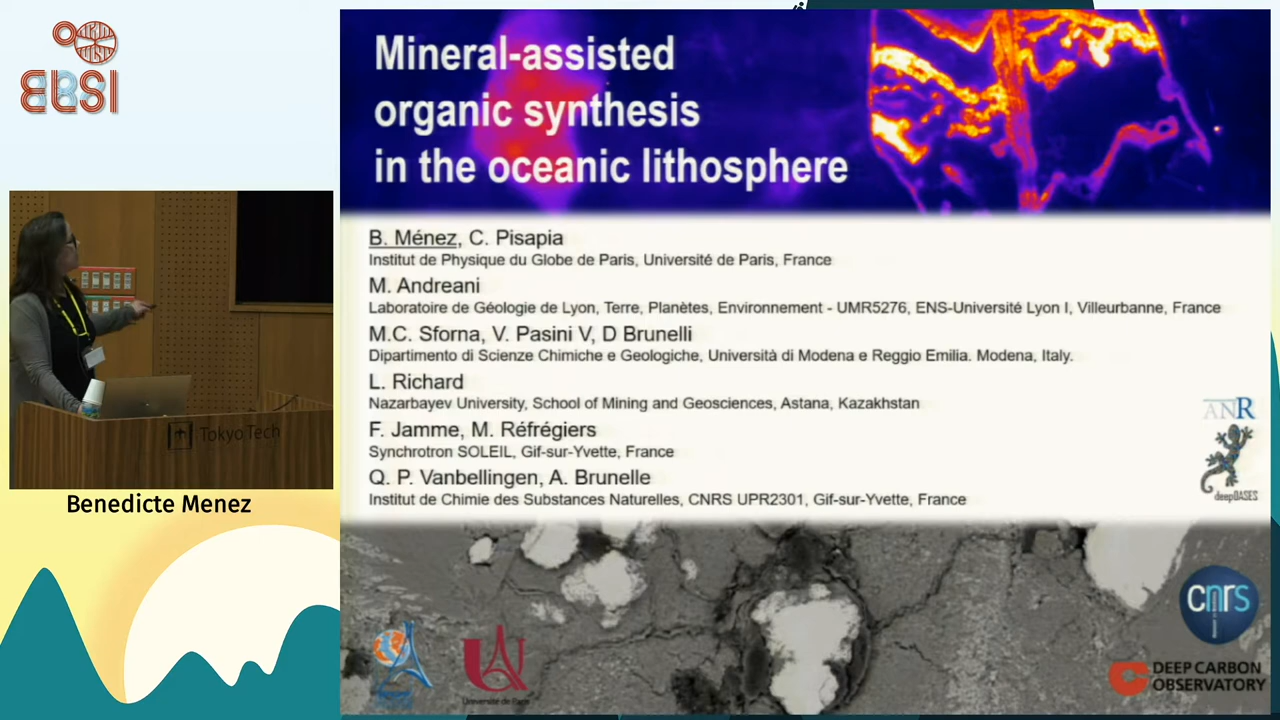 ELSI
Mineral-assisted
organic synthesis
in the oceanic lithosphere
B. Ménez, C. Pisapia
Institut de Physique du Globe de Paris, Université de Paris, France
M. Andreani
Laboratoire de Géologie de Lyon, Terre, Planètes, Environnement - UMR5276, ENS-Université Lyon I, Villeurbanne, France
M.C. Sforna, V. Pasini V, D Brunelli
Dipartimento di Scienze Chimiche e Geologiche, Università di Modena e Reggio Emilia. Modena, Italy.
L. Richard
Nazarbayev University, School of Mining and Geosciences, Astana, Kazakhstan
F. Jamme, M. Réfrégiers
Synchrotron SOLEIL, Gif-sur-Yvette, France
Q. P. Vanbellingen, A. Brunelle
Institut de Chimie des Substances Naturelles, CNRS UPR2301, Gif-sur-Yvette, France
ANR
deepOASES
Tokyo Tech
Benedicte Menez
Université de Paris
cnrs
DEEP CARBON
OBSERVATORY